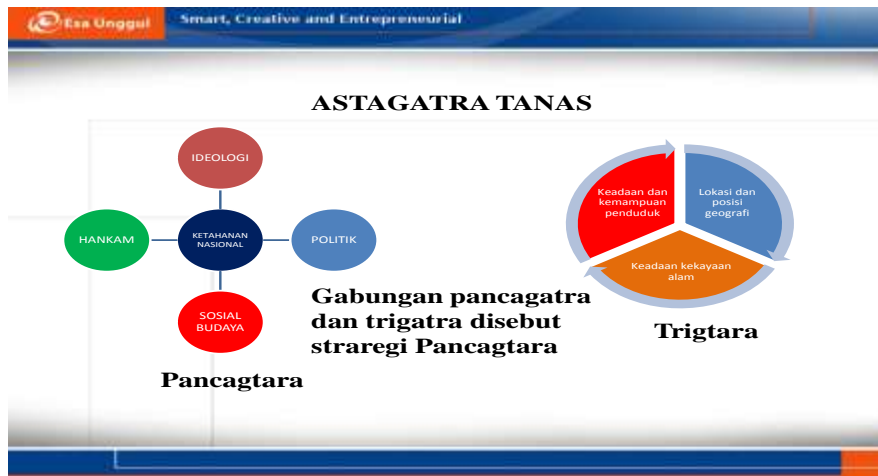 Esa Unggul
Smart, Creative and Entrepreneurial
ASTAGATRA TANAS
IDEOLOGI
HANKAM
KETAHANAN
NASIONAL
POLITIK
SOSIAL
BUDAYA
Pancagtara
Gabungan pancagatra
dan trigatra disebut
straregi Pancagtara
Keadaan dan
kemampuan
penduduk
Lokasi dan
posisi
geografi
Keadaan kekayaan
alam
Trigtara